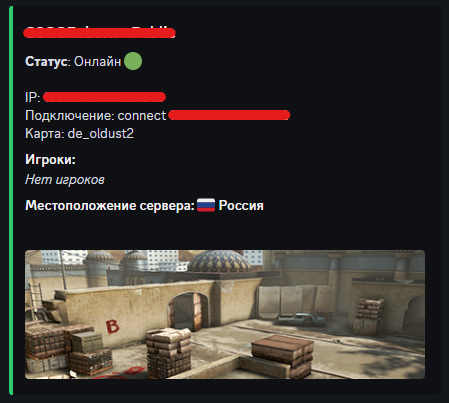 Статус: Онлайн
IP:
Подключение: connect
Карта: de_oldust2
Игроки:
Нет игроков
Местоположение сервера: Россия
B